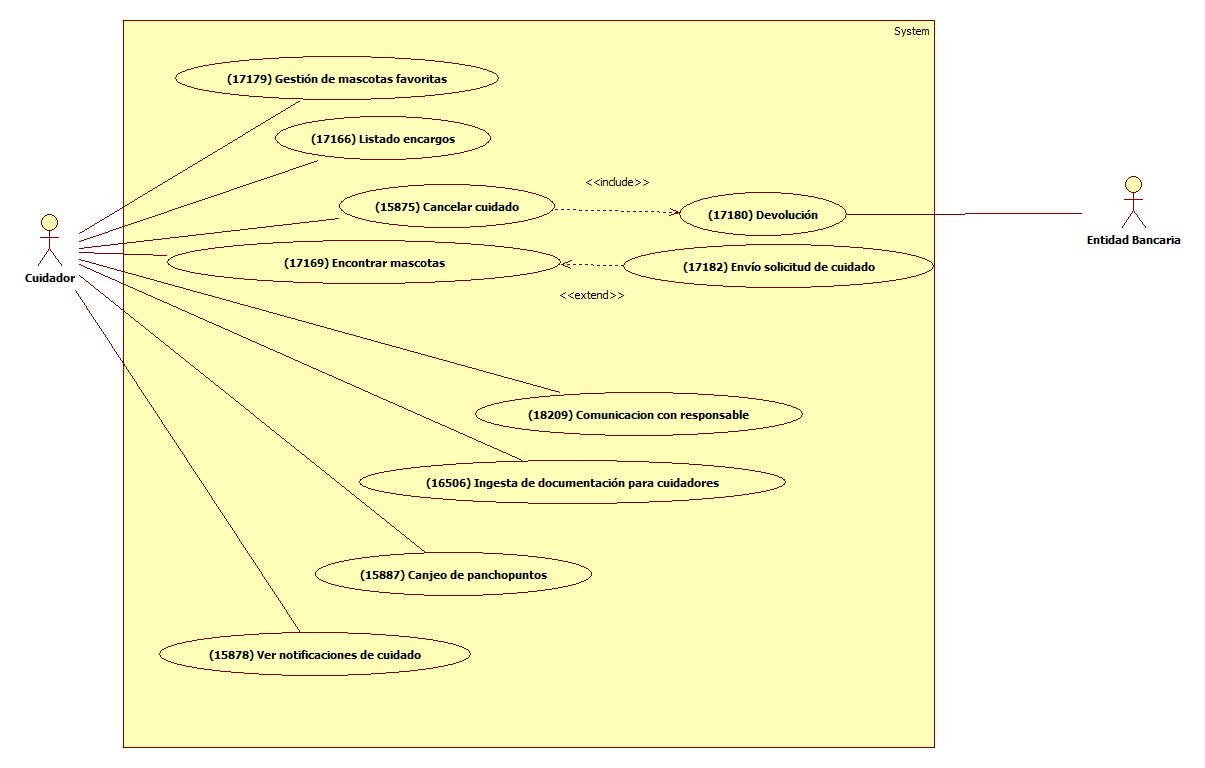 System
(17179) Gestión de mascotas favoritas
(17166) Listado encargos
<<include>>
(15875) Cancelar cuidado
(17180) Devolución
Entidad Bancaria
(17169) Encontrar mascotas
(17182) Envío solicitud de cuidado
Cuidador
<<extend>>
(18209) Comunicacion con responsable
(16506) Ingesta de documentación para cuidadores
(15887) Canjeo de panchopuntos
(15878) Ver notificaciones de cuidado